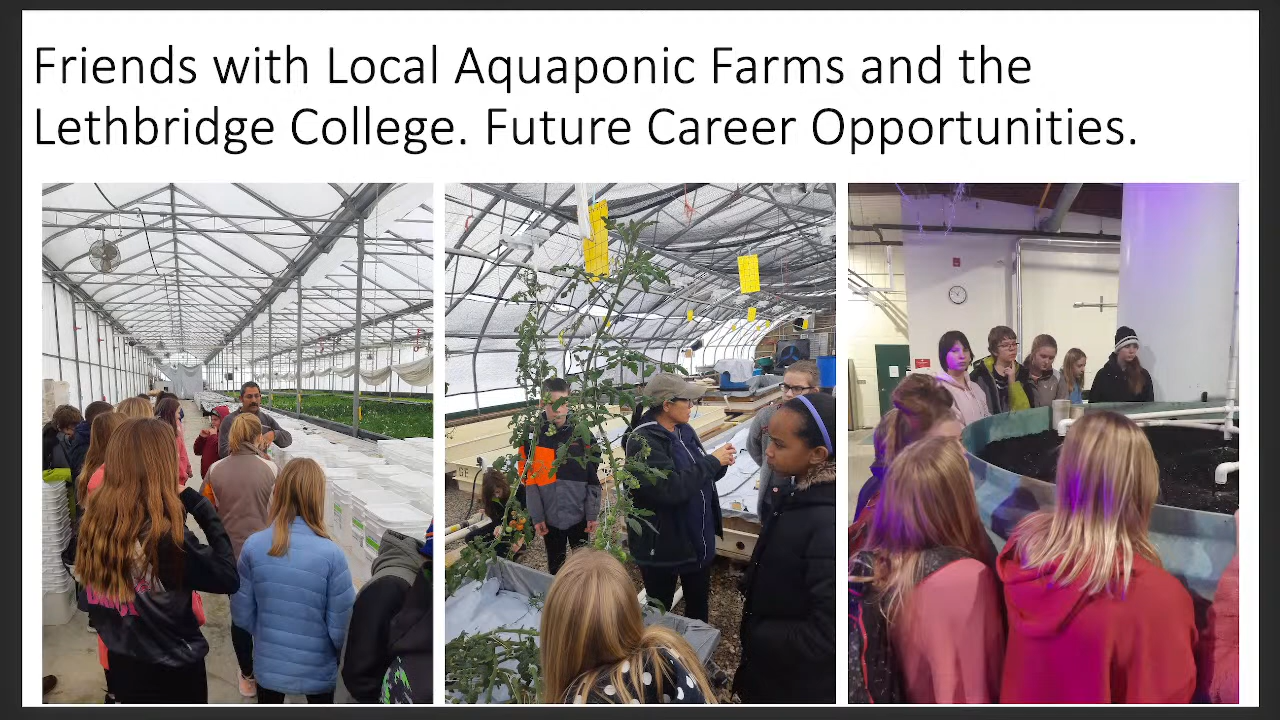 Friends with Local Aquaponic Farms and the
Lethbridge College. Future Career Opportunities.